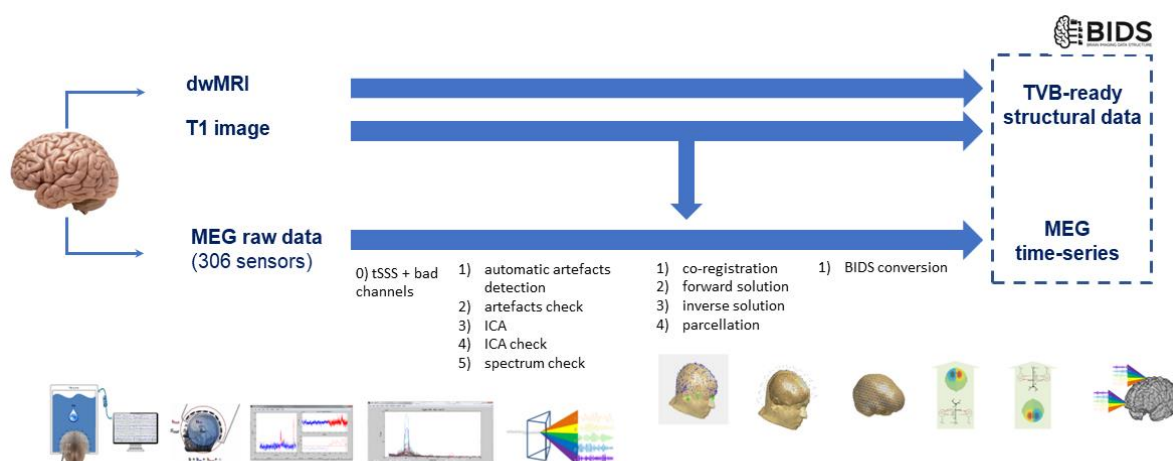 BIDS
BRAIN IMAGING DATA STRUCTURE
dwMRI
T1 image
TVB-ready
structural data
MEG raw data
(306 sensors)
MEG
time-series
0) tSSS + bad
channels
1) automatic artefacts
detection
2) artefacts check
3) ICA
4) ICA check
5) spectrum check
1) co-registration
2) forward solution
3) inverse solution
4) parcellation
1) BIDS conversion